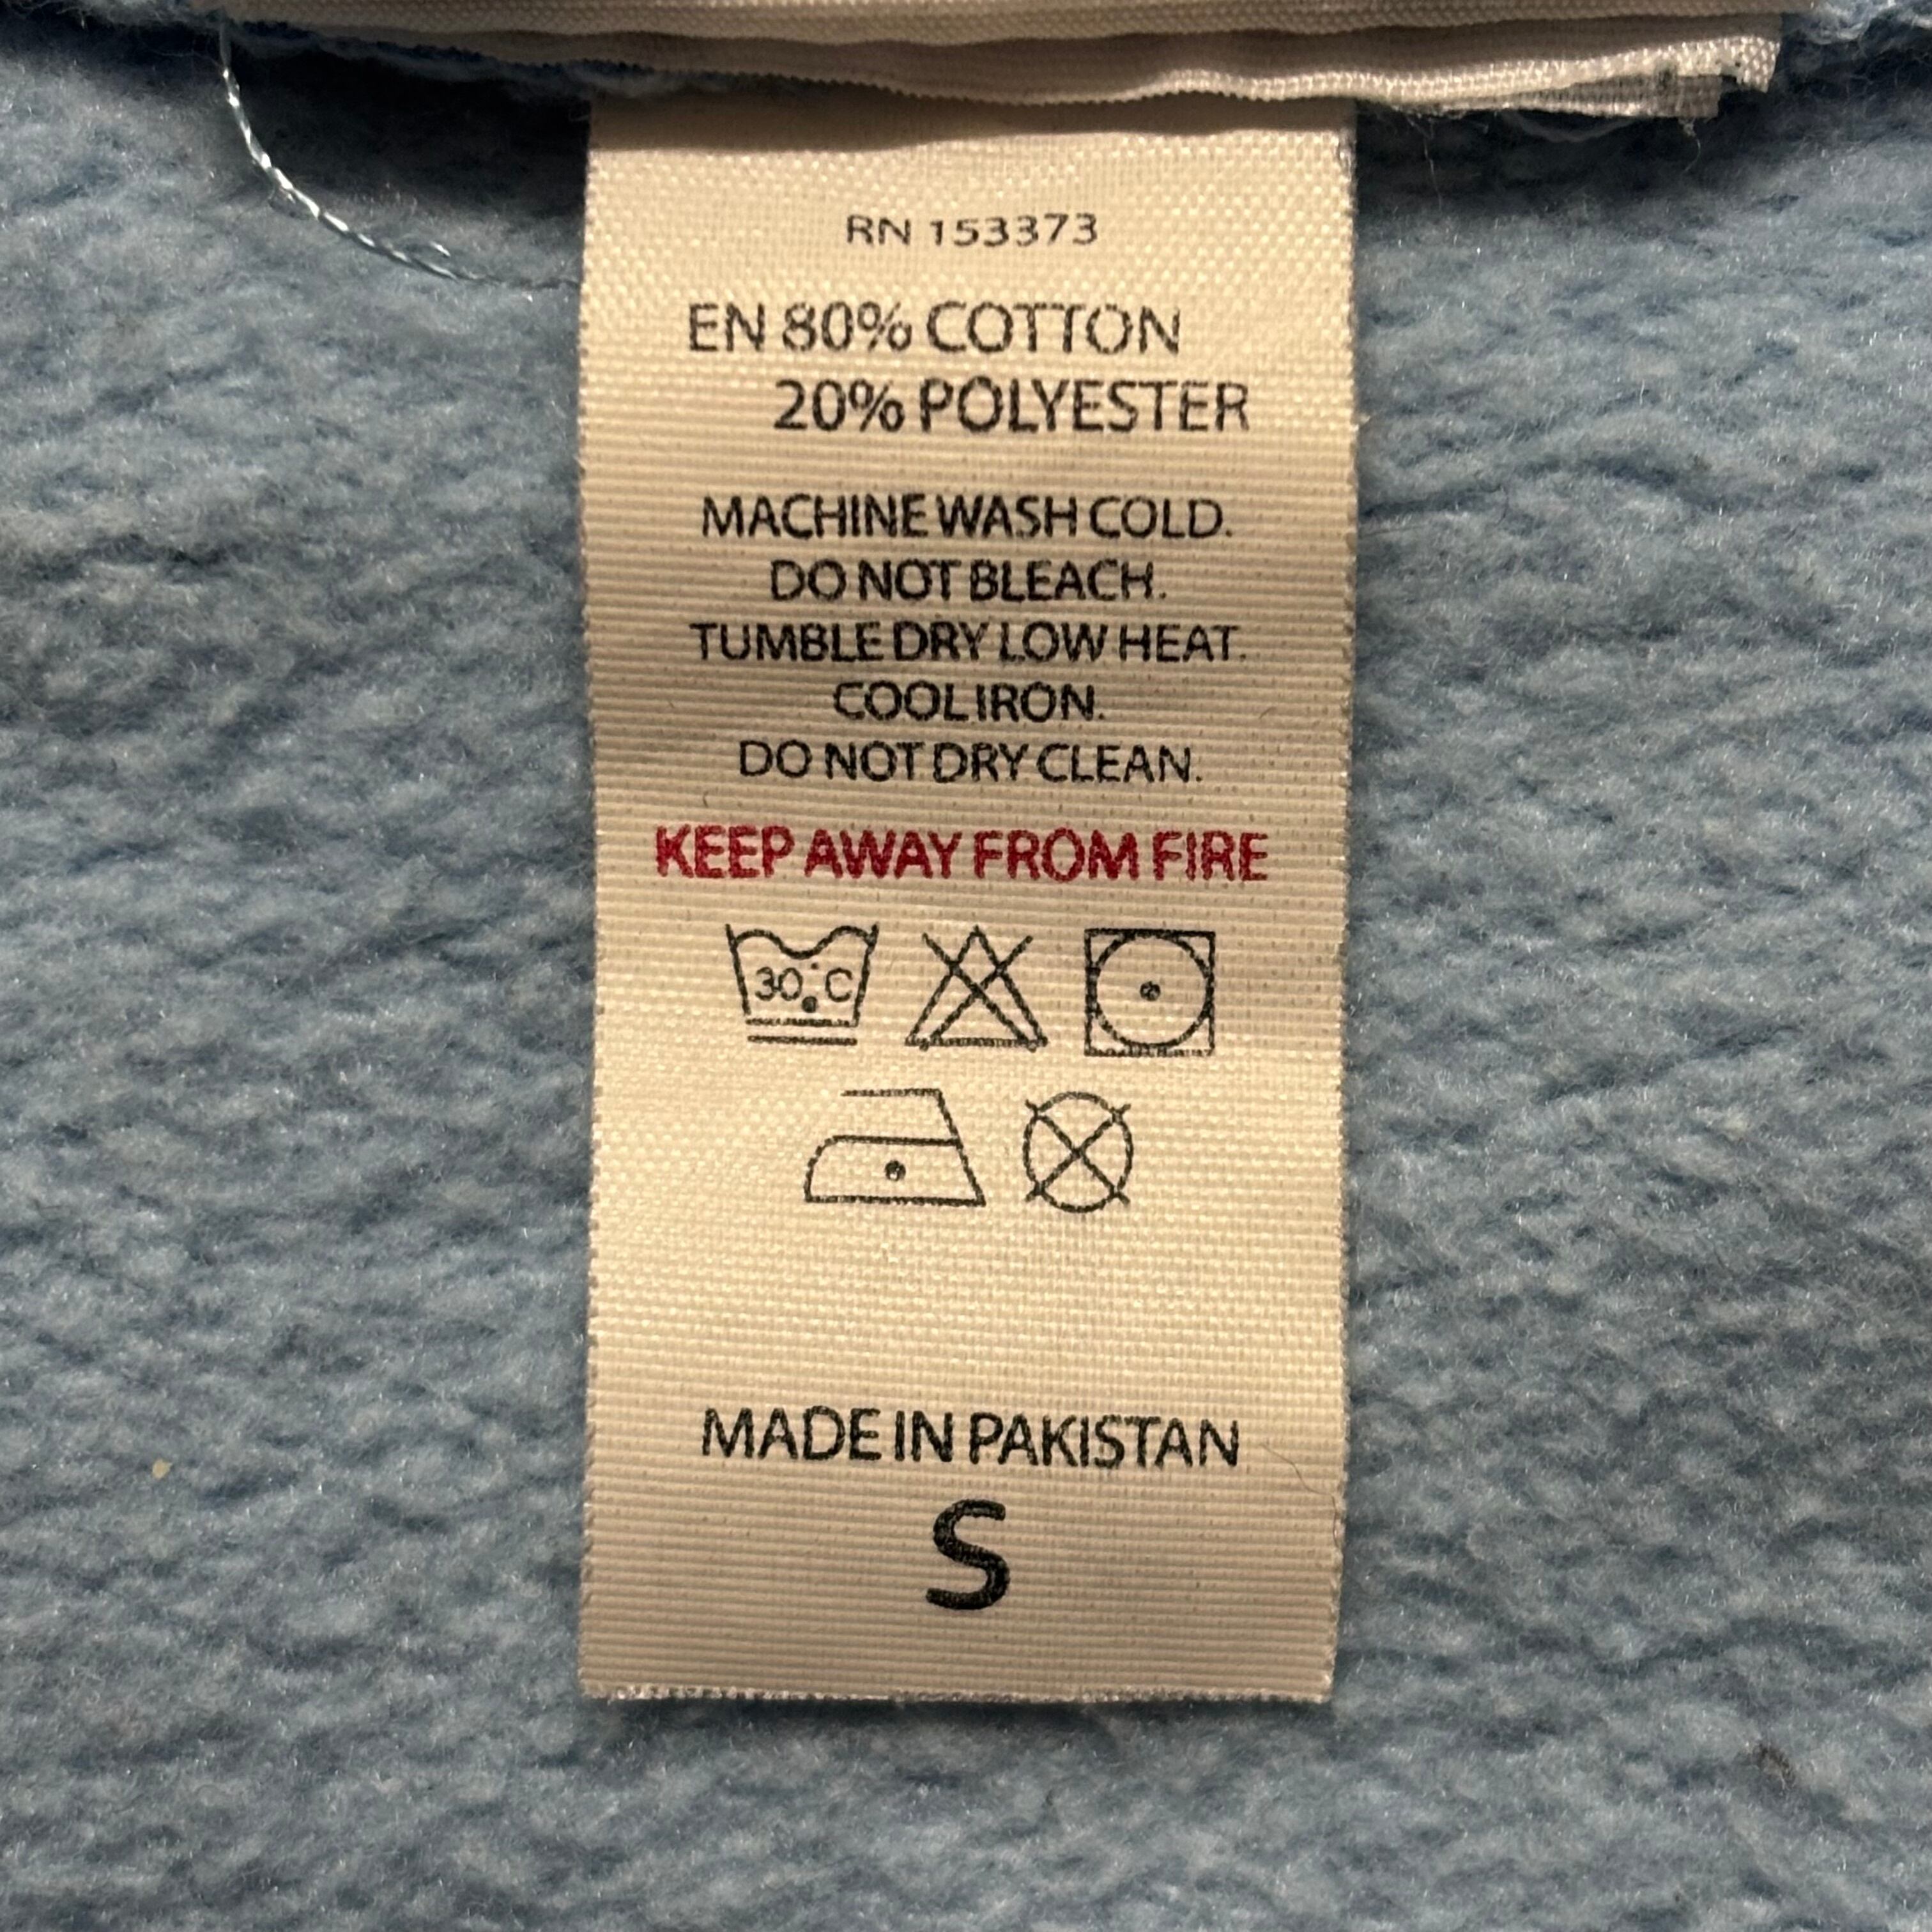 RN 153373
EN 80% COTTON
20% POLYESTER
MACHINE WASH COLD.
DO NOT BLEACH.
TUMBLE DRY LOW HEAT.
COOL IRON.
DO NOT DRY CLEAN.
KEEP AWAY FROM FIRE
30°C
MADE IN PAKISTAN
S